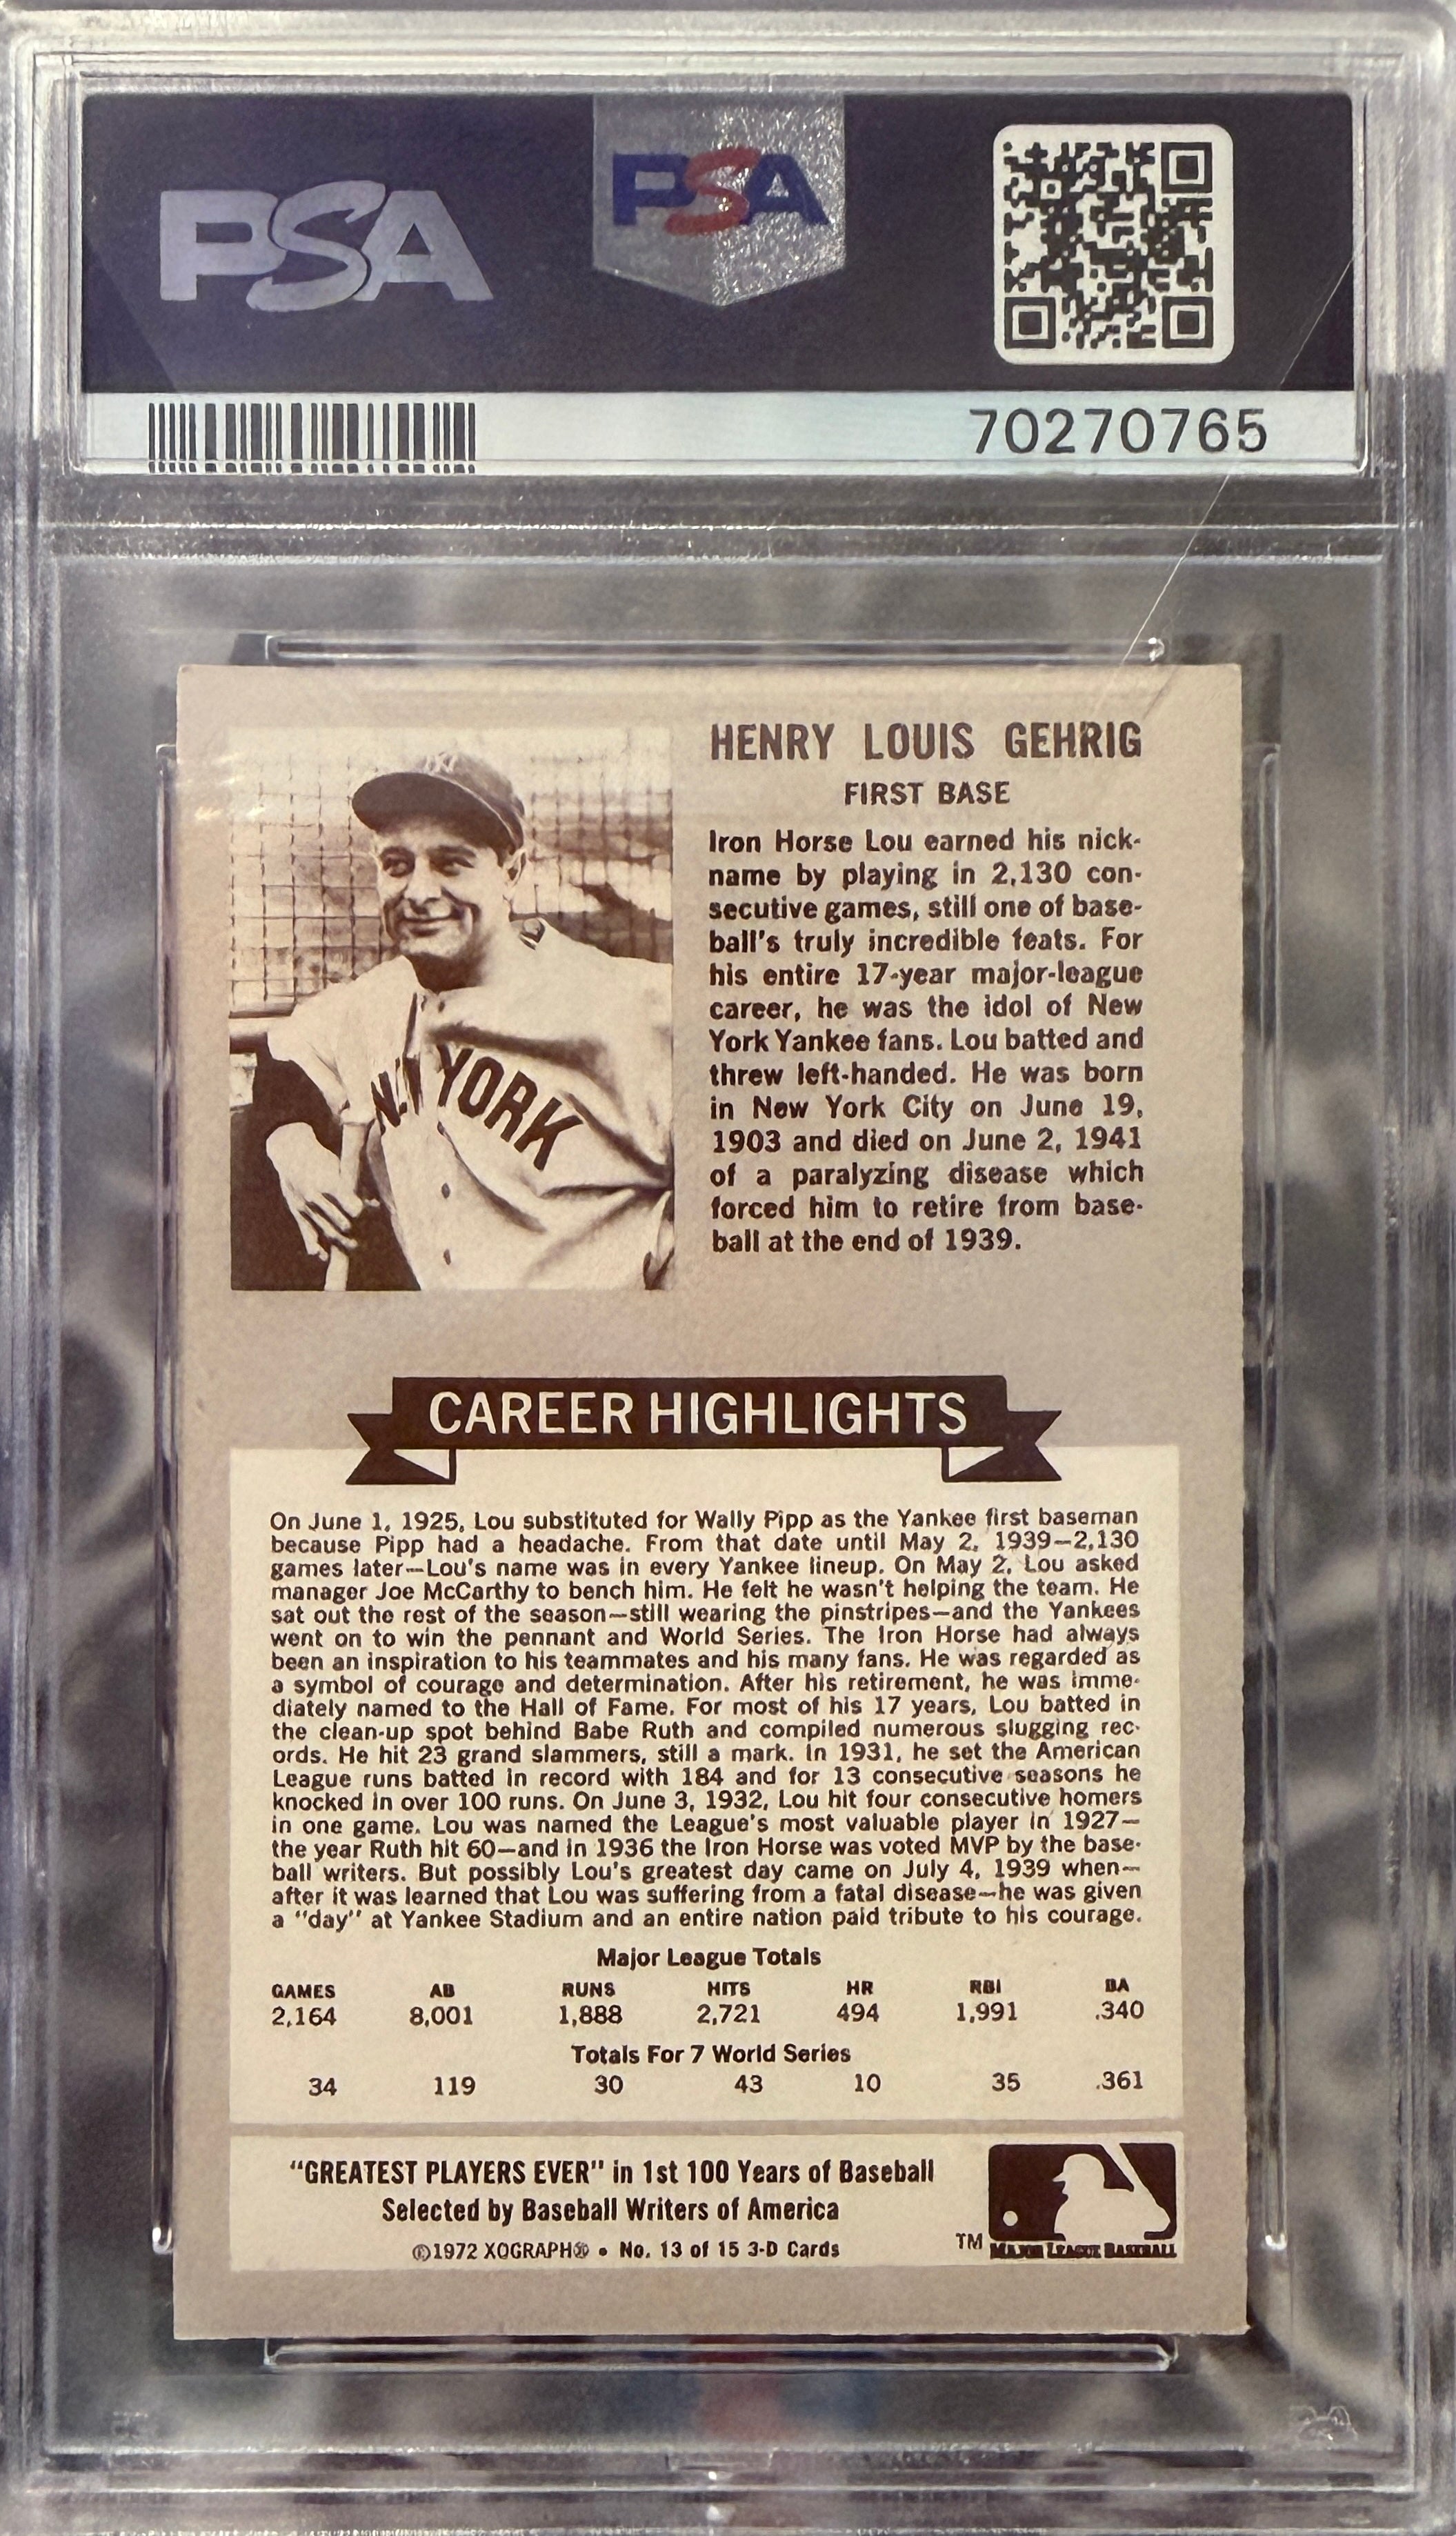 PSA
PSA
70270765
HENRY LOUIS GEHRIG
FIRST BASE
Iron Horse Lou earned his nick-
name by playing in 2,130 con-
secutive games, still one of base-
ball's truly incredible feats. For
his entire 17-year major-league
career, he was the idol of New
York Yankee fans. Lou batted and
threw left-handed. He was born
in New York City on June 19,
1903 and died on June 2, 1941
of a paralyzing disease which
forced him to retire from base-
ball at the end of 1939.
NY
N.Y YORK
CAREER HIGHLIGHTS
On June 1, 1925, Lou substituted for Wally Pipp as the Yankee first baseman
because Pipp had a headache. From that date until May 2, 1939—2,130
games later—Lou's name was in every Yankee lineup. On May 2, Lou asked
manager Joe McCarthy to bench him. He felt he wasn't helping the team. He
sat out the rest of the season—still wearing the pinstripes—and the Yankees
went on to win the pennant and World Series. The Iron Horse had always
been an inspiration to his teammates and his many fans. He was regarded as
a symbol of courage and determination. After his retirement, he was imme-
diately named to the Hall of Fame. For most of his 17 years, Lou batted in
the clean-up spot behind Babe Ruth and compiled numerous slugging rec-
ords. He hit 23 grand slammers, still a mark. In 1931, he set the American
League runs batted in record with 184 and for 13 consecutive seasons he
knocked in over 100 runs. On June 3, 1932, Lou hit four consecutive homers
in one game. Lou was named the League's most valuable player in 1927—
the year Ruth hit 60—and in 1936 the Iron Horse was voted MVP by the base-
ball writers. But possibly Lou's greatest day came on July 4, 1939 when—
after it was learned that Lou was suffering from a fatal disease—he was given
a "day" at Yankee Stadium and an entire nation paid tribute to his courage.
Major League Totals
GAMES AB RUNS HITS HR RBI BA
2,164 8,001 1,888 2,721 494 1,991 .340
Totals For 7 World Series
34 119 30 43 10 35 .361
"GREATEST PLAYERS EVER" in 1st 100 Years of Baseball
Selected by Baseball Writers of America
©1972 XOGRAPH® • No. 13 of 15 3-D Cards
TM MAJOR LEAGUE BASEBALL